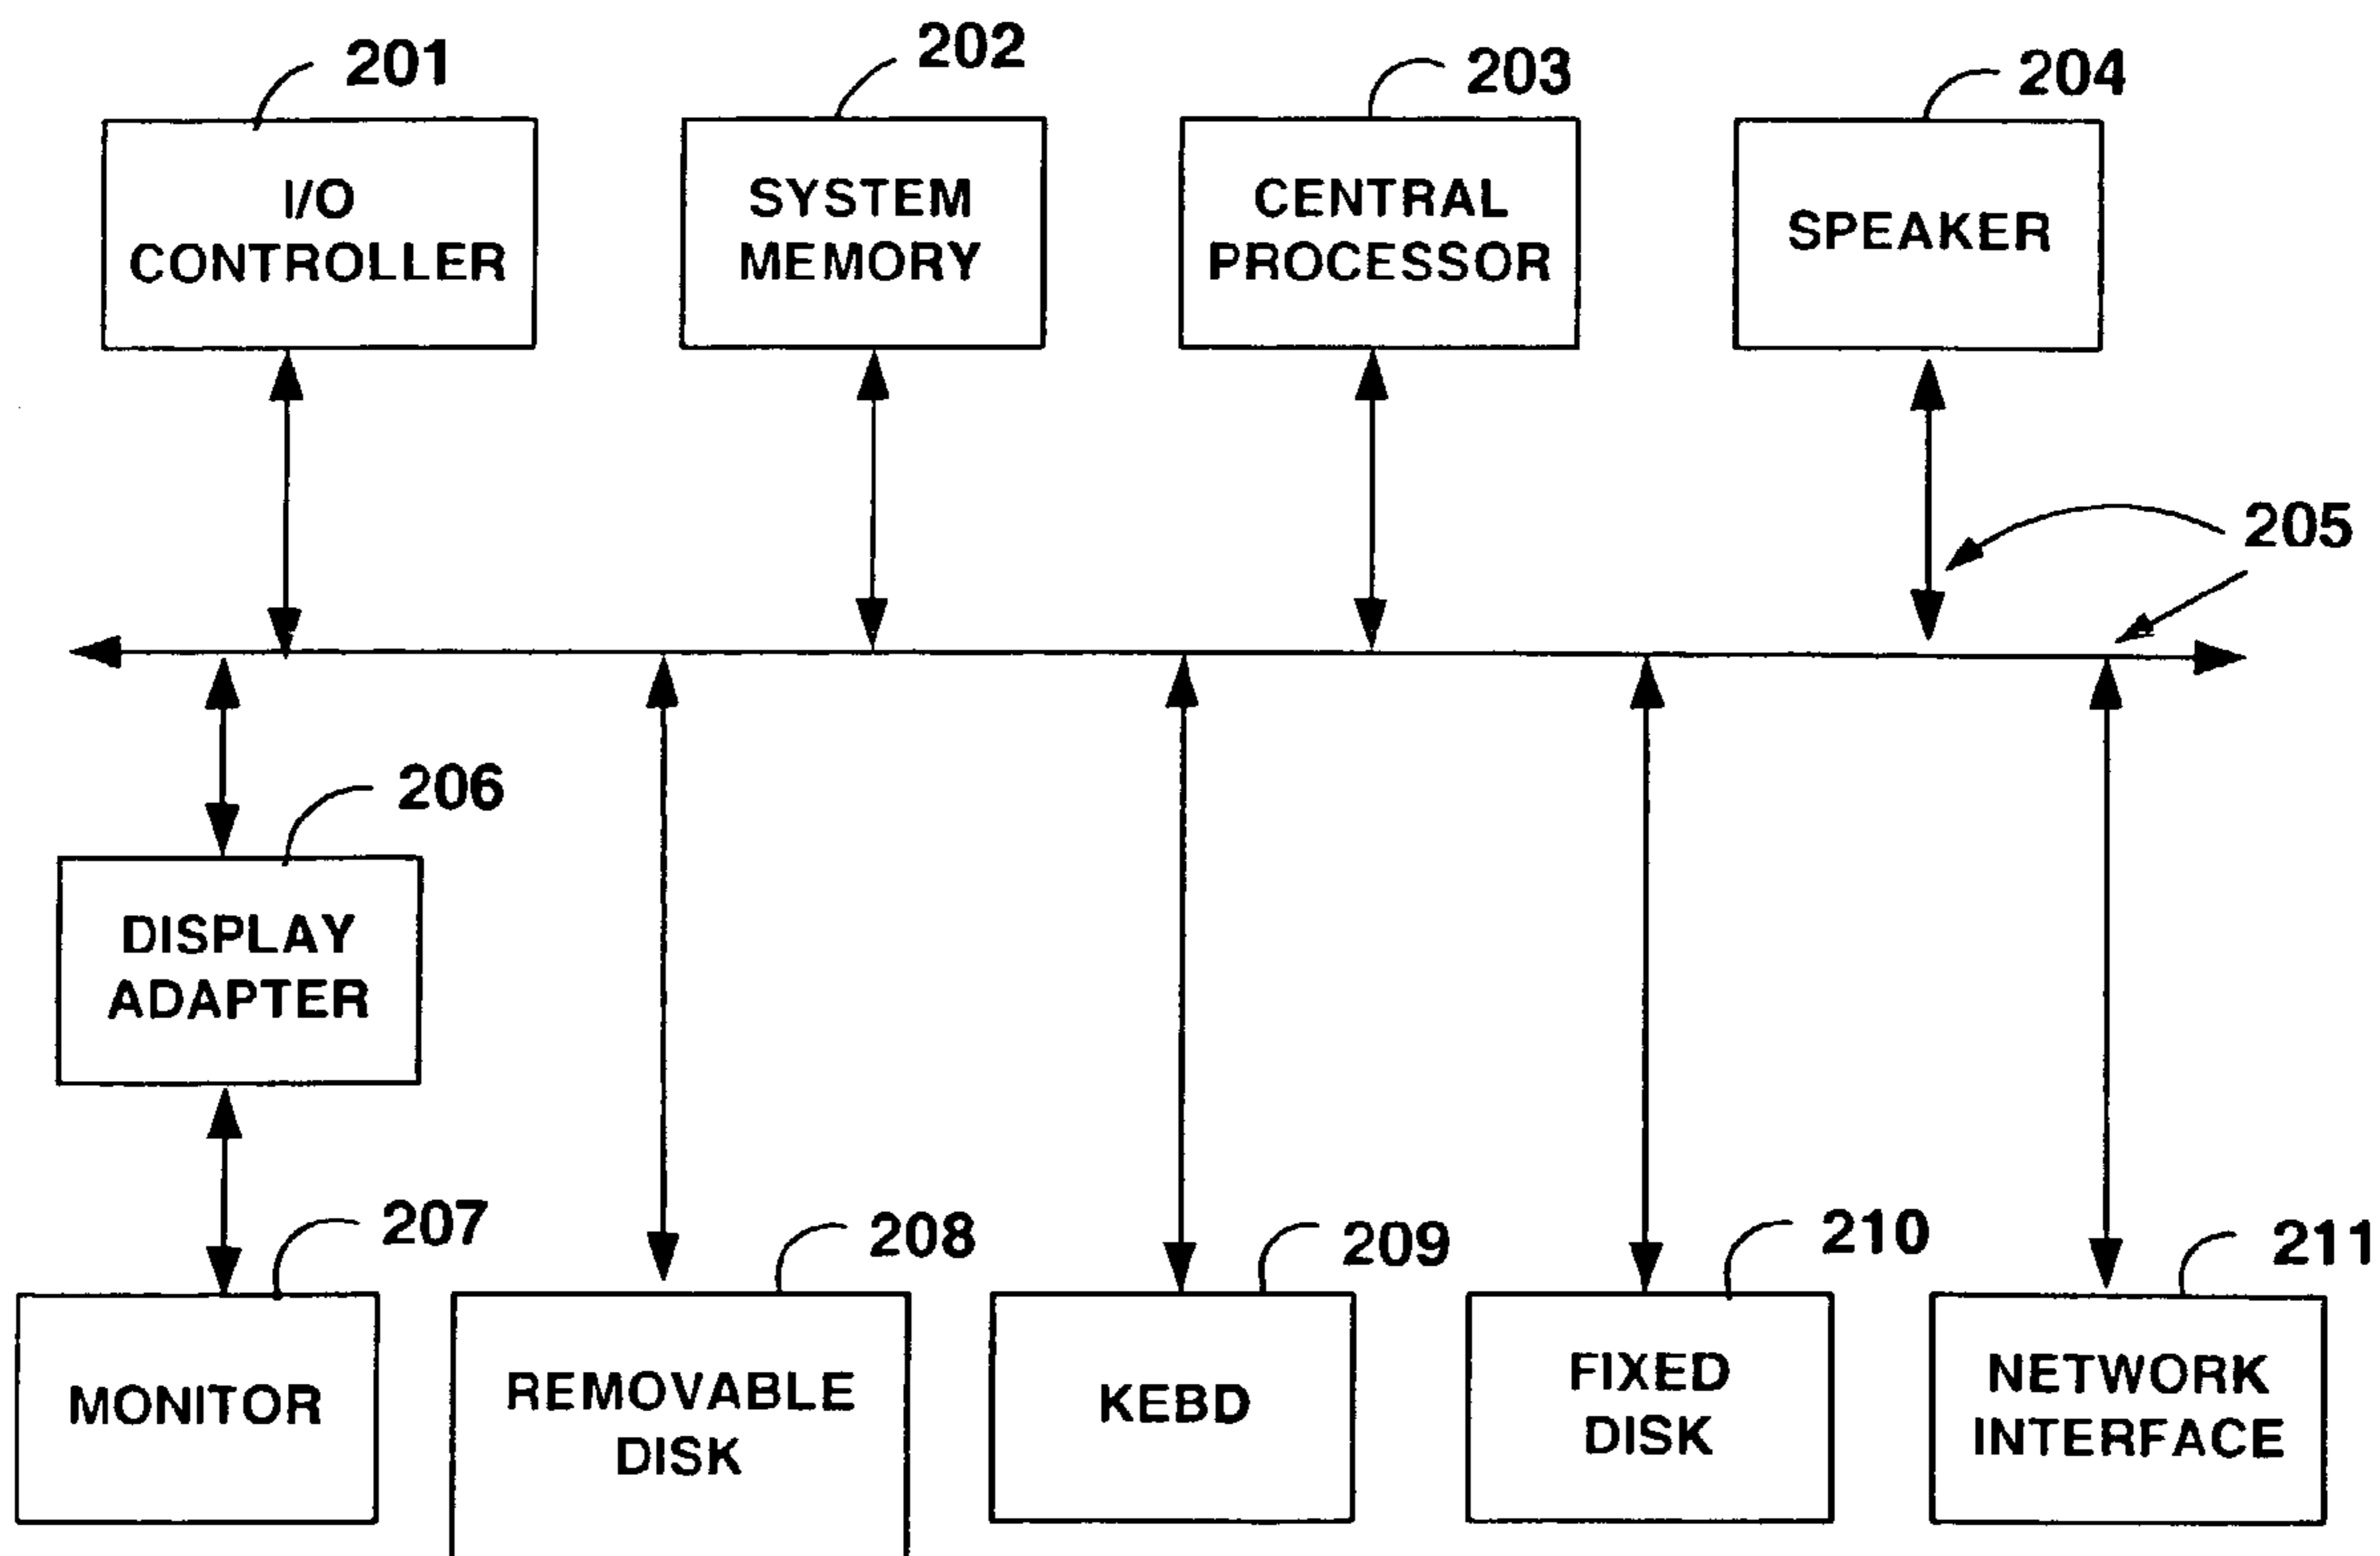 201
202
203
204
I/O
CONTROLLER
SYSTEM
MEMORY
CENTRAL
PROCESSOR
SPEAKER
205
206
DISPLAY
ADAPTER
207
208
209
210
211
MONITOR
REMOVABLE
DISK
KEBD
FIXED
DISK
NETWORK
INTERFACE